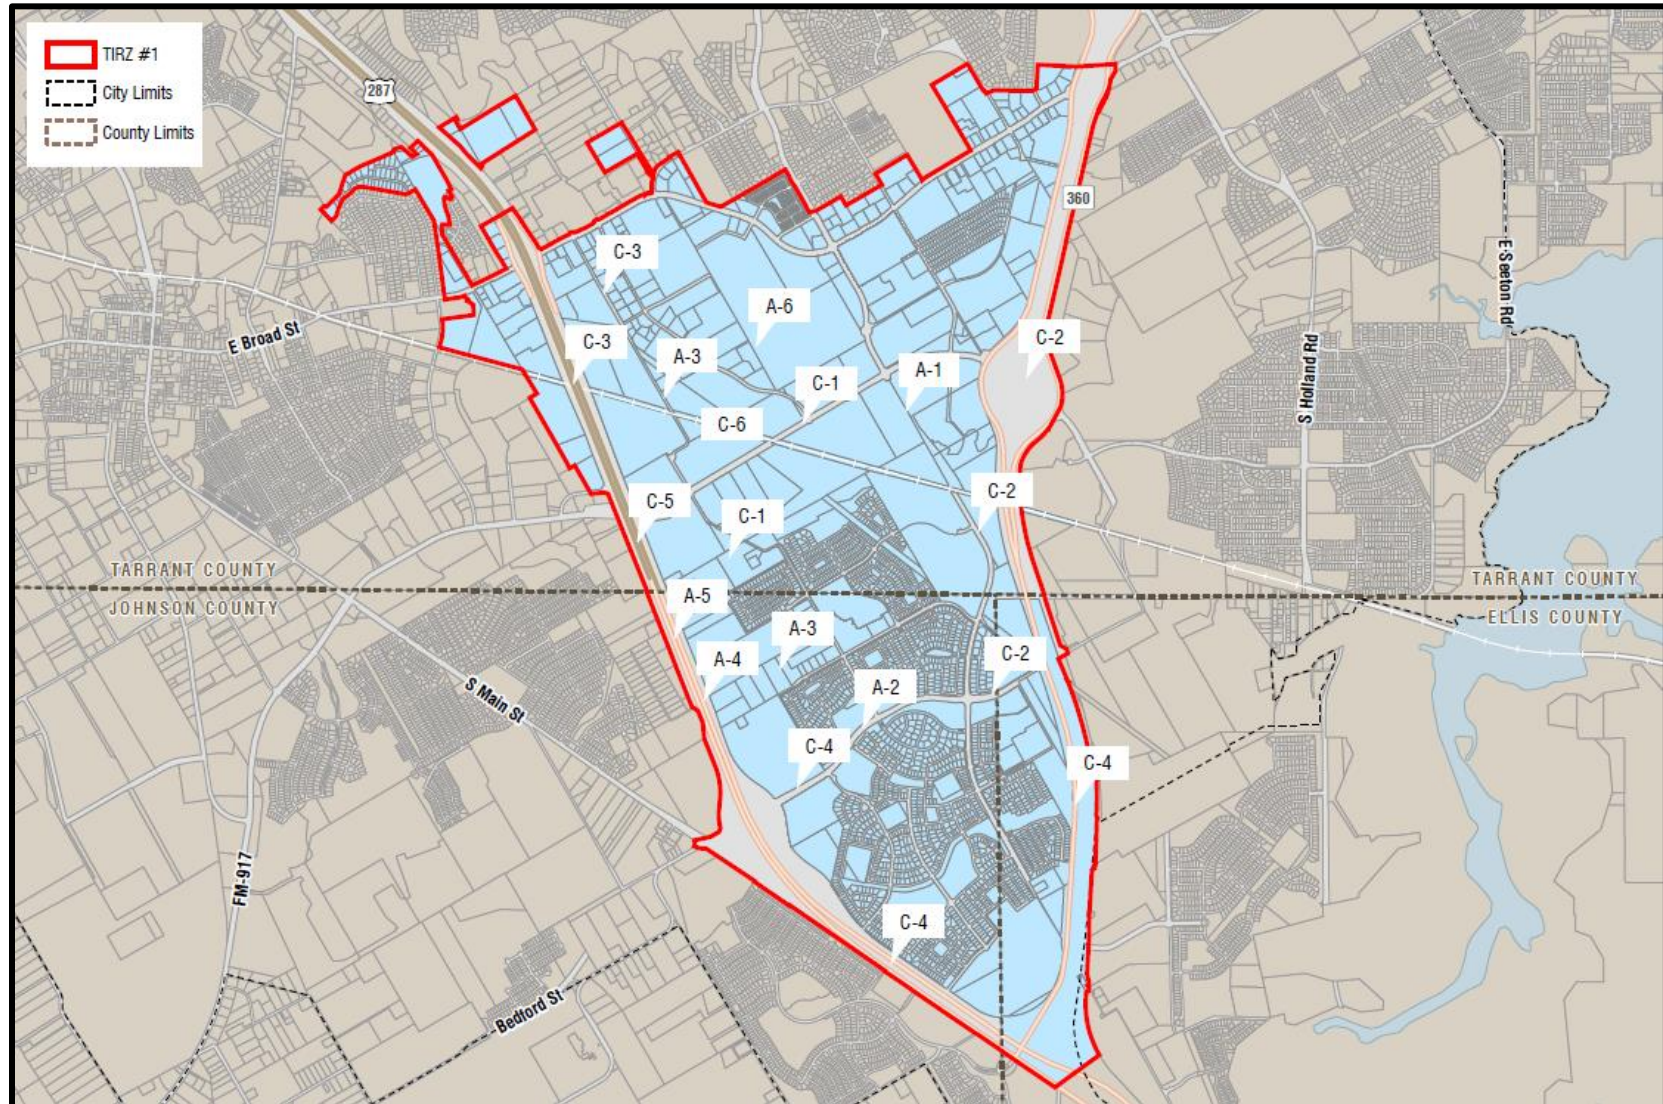 TIRZ #1
City Limits
County Limits
287
360
C-3
A-6
E Seeton Rd
E Broad St
C-3
A-3
C-2
S Holland Rd
C-1
A-1
C-6
C-5
C-1
C-2
TARRANT COUNTY
JOHNSON COUNTY
TARRANT COUNTY
ELLIS COUNTY
A-5
A-3
C-2
A-4
S Main St
A-2
C-4
C-4
FM-917
C-4
Bedford St